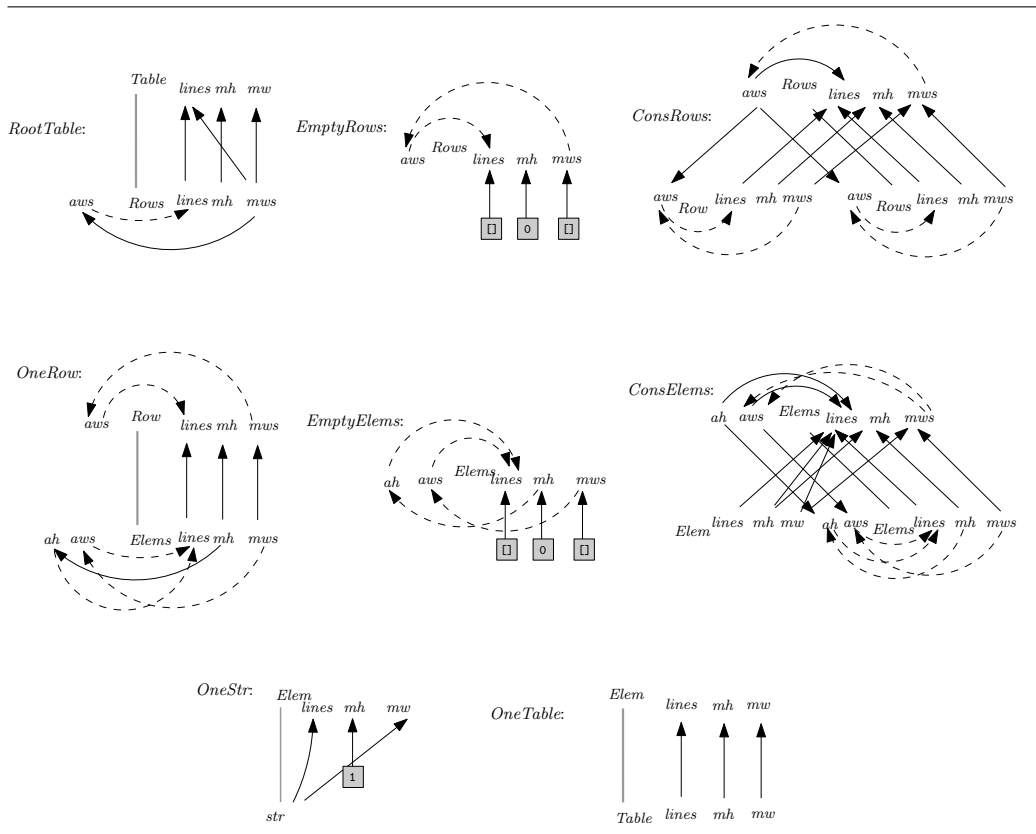 RootTable:
Table lines mh mw
aws Rows lines mh mws
EmptyRows:
aws Rows lines mh mws
[] 0 []
ConsRows:
aws Rows lines mh mws
aws Row lines mh mws aws Rows lines mh mws
OneRow:
aws Row lines mh mws
ah aws Elems lines mh mws
EmptyElems:
ah aws Elems lines mh mws
[] 0 []
ConsElems:
ah aws Elems lines mh mws
Elem lines mh mw ah aws Elems lines mh mws
OneStr:
Elem lines mh mw
1
str
OneTable:
Elem lines mh mw
Table lines mh mw